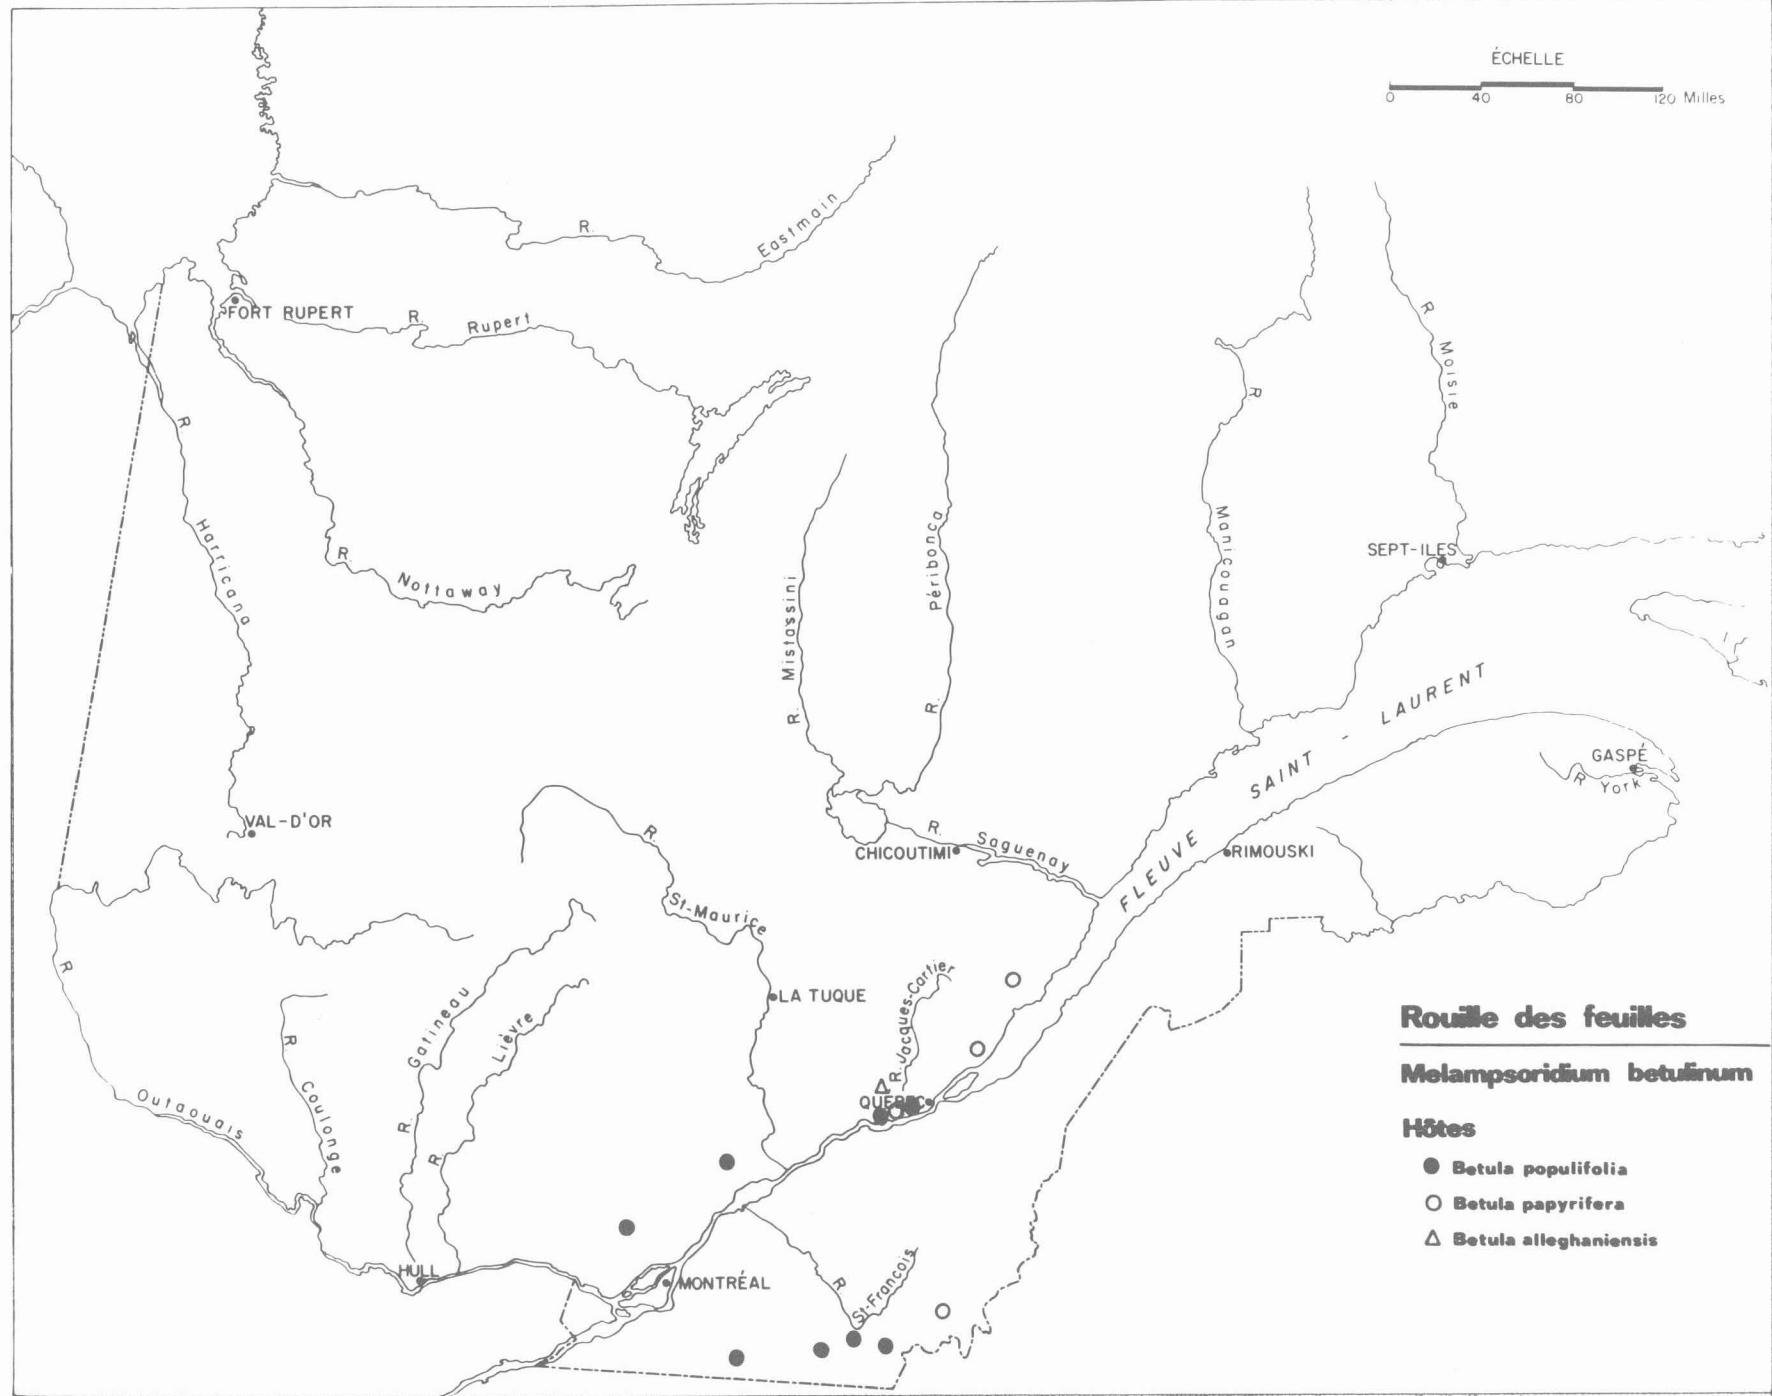 ÉCHELLE
0 40 80 120 Milles
R. Eastmain
FORT RUPERT
R. Rupert
R. Moisie
R. Manicouagan
R. Harricana
R. Nottaway
R. Mistassini
R. Péribonca
SEPT-ILES
FLEUVE SAINT - LAURENT
GASPÉ
R. York
VAL-D'OR
R. Saguenay
CHICOUTIMI
RIMOUSKI
R. St-Maurice
LA TUQUE
R. Jacques-Cartier
R. Outaouais
R. Coulonge
R. Gatineau
R. Lièvre
QUÉBEC
HULL
MONTRÉAL
R. St-François
Rouille des feuilles
Melampsoridium betulinum
Hôtes
Betula populifolia
Betula papyrifera
Betula alleghaniensis